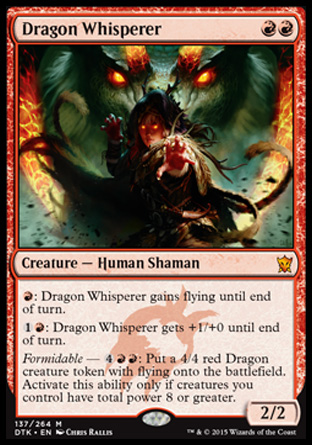 Dragon Whisperer
Creature — Human Shaman
: Dragon Whisperer gains flying until end
of turn.
1 : Dragon Whisperer gets +1/+0 until end
of turn.
Formidable — 4 : Put a 4/4 red Dragon
creature token with flying onto the battlefield.
Activate this ability only if creatures you
control have total power 8 or greater.
2/2
137/264 M
DTK • EN Chris Rallis
™ & © 2015 Wizards of the Coast